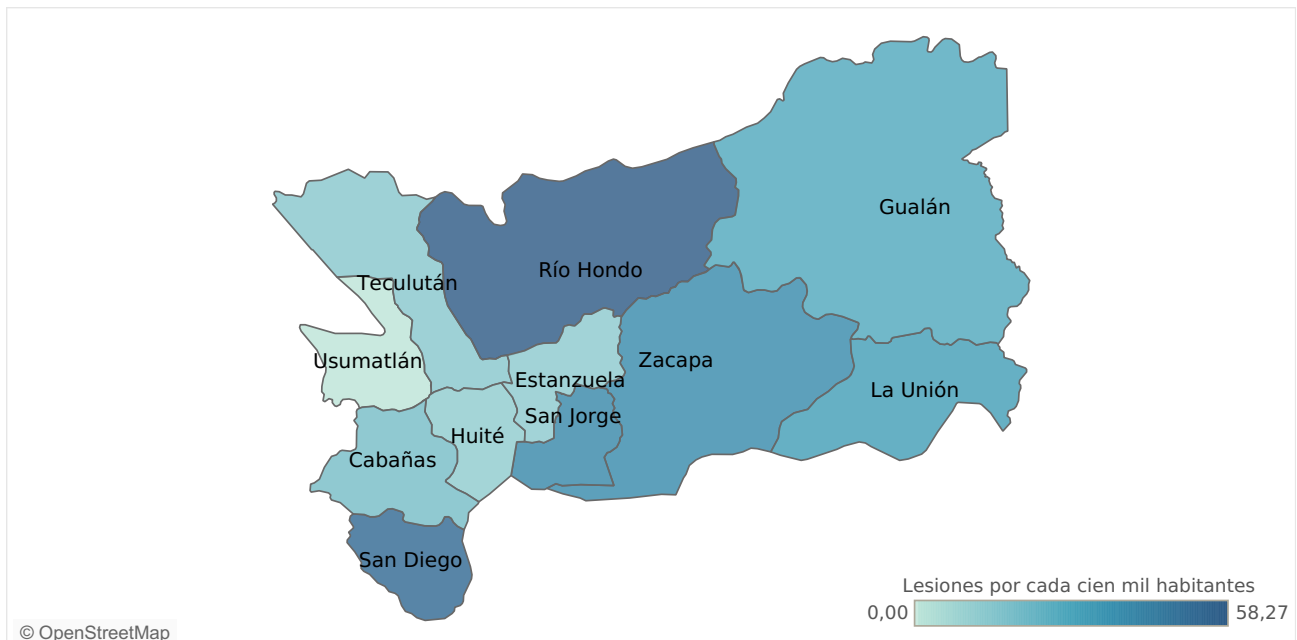 Gualán
Río Hondo
Teculután
Usumatlán
Zacapa
Estanzuela
La Unión
San Jorge
Huité
Cabañas
San Diego
Lesiones por cada cien mil habitantes
0,00 58,27
© OpenStreetMap